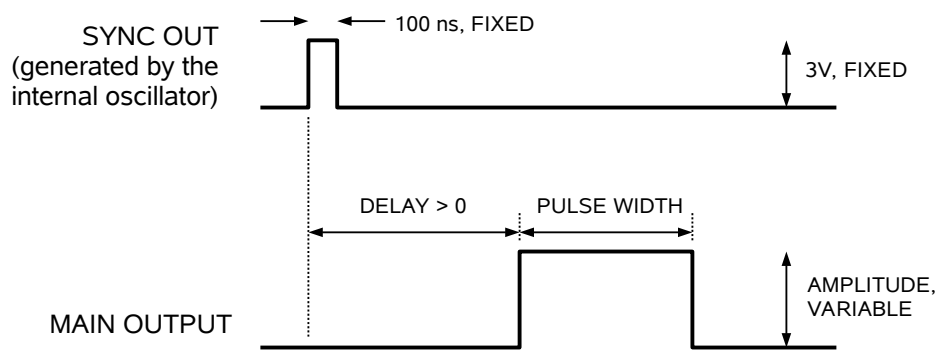 100 ns, FIXED
SYNC OUT
(generated by the
internal oscillator)
3V, FIXED
DELAY > 0
PULSE WIDTH
AMPLITUDE,
VARIABLE
MAIN OUTPUT